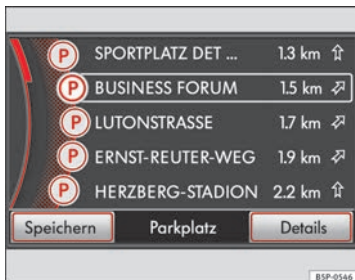 P SPORTPLATZ DET ... 1.3 km
P BUSINESS FORUM 1.5 km
P LUTONSTRASSE 1.7 km
P ERNST-REUTER-WEG 1.9 km
P HERZBERG-STADION 2.2 km
Speichern Parkplatz Details
B5P-0546